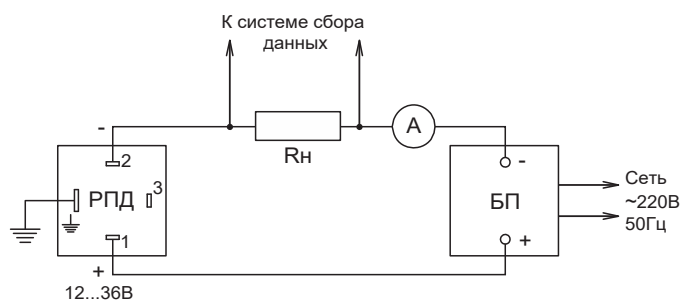 К системе сбора
данных
A
Rн
-
2
3
РПД
1
+
12...36В
-
БП
+
Сеть
~220В
50Гц